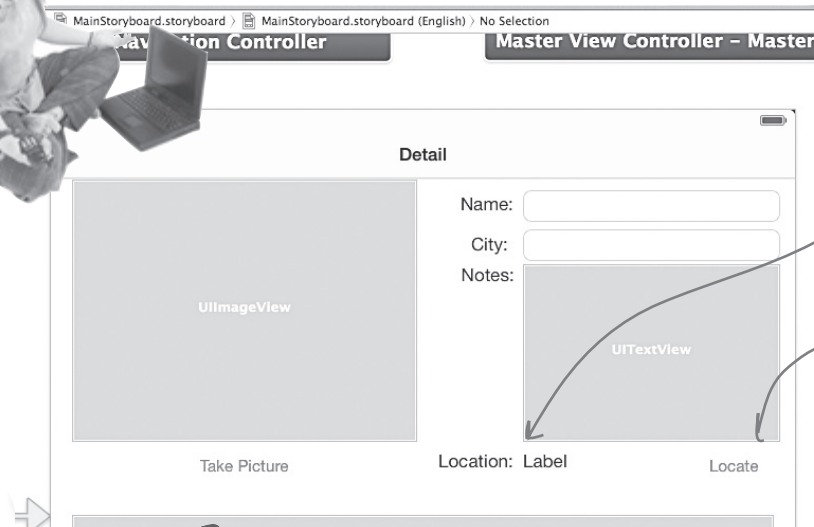 MainStoryboard.storyboard 〉 MainStoryboard.storyboard (English) 〉 No Selection
Navigation Controller
Master View Controller – Master
Detail
Name:
City:
Notes:
UIImageView
UITextView
Take Picture
Location: Label
Locate